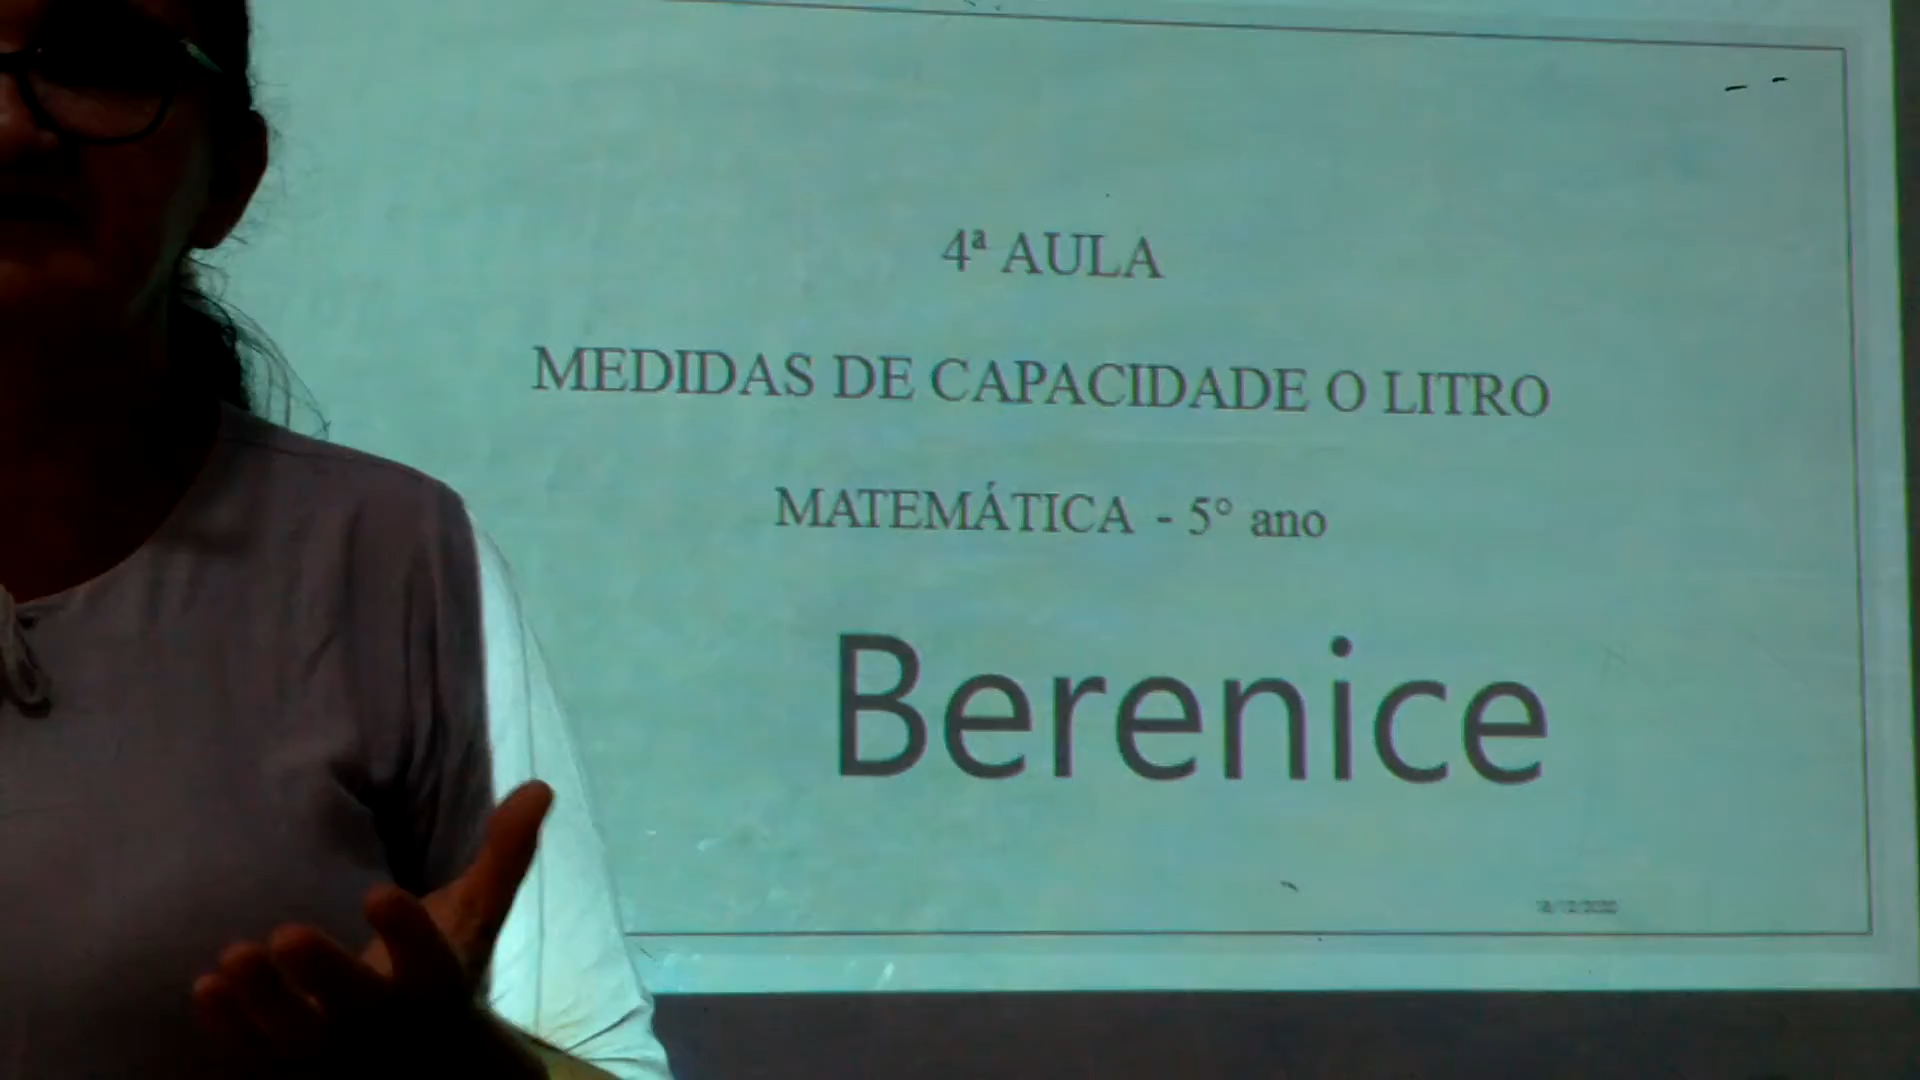 4ª AULA
MEDIDAS DE CAPACIDADE O LITRO
MATEMÁTICA - 5° ano
Berenice